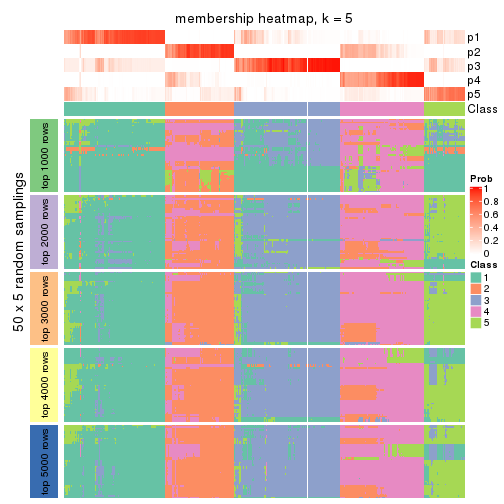 membership heatmap, k = 5
p1
p2
p3
p4
p5
Class
50 x 5 random samplings
top 1000 rows
top 2000 rows
top 3000 rows
top 4000 rows
top 5000 rows
Prob
1
0.8
0.6
0.4
0.2
0
Class
1
2
3
4
5